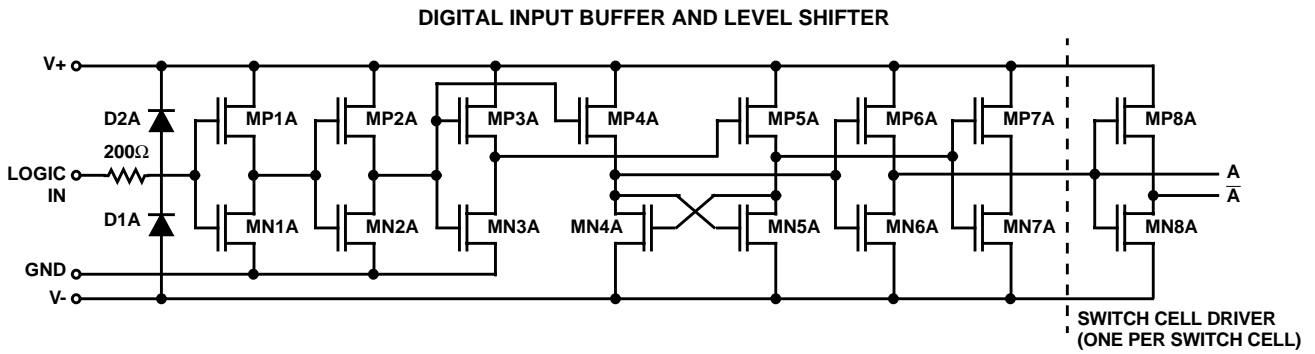 DIGITAL INPUT BUFFER AND LEVEL SHIFTER
V+
D2A
MP1A
MP2A
MP3A
MP4A
MP5A
MP6A
MP7A
MP8A
200Ω
LOGIC
IN
A
A̅
D1A
MN1A
MN2A
MN3A
MN4A
MN5A
MN6A
MN7A
MN8A
GND
V-
SWITCH CELL DRIVER
(ONE PER SWITCH CELL)